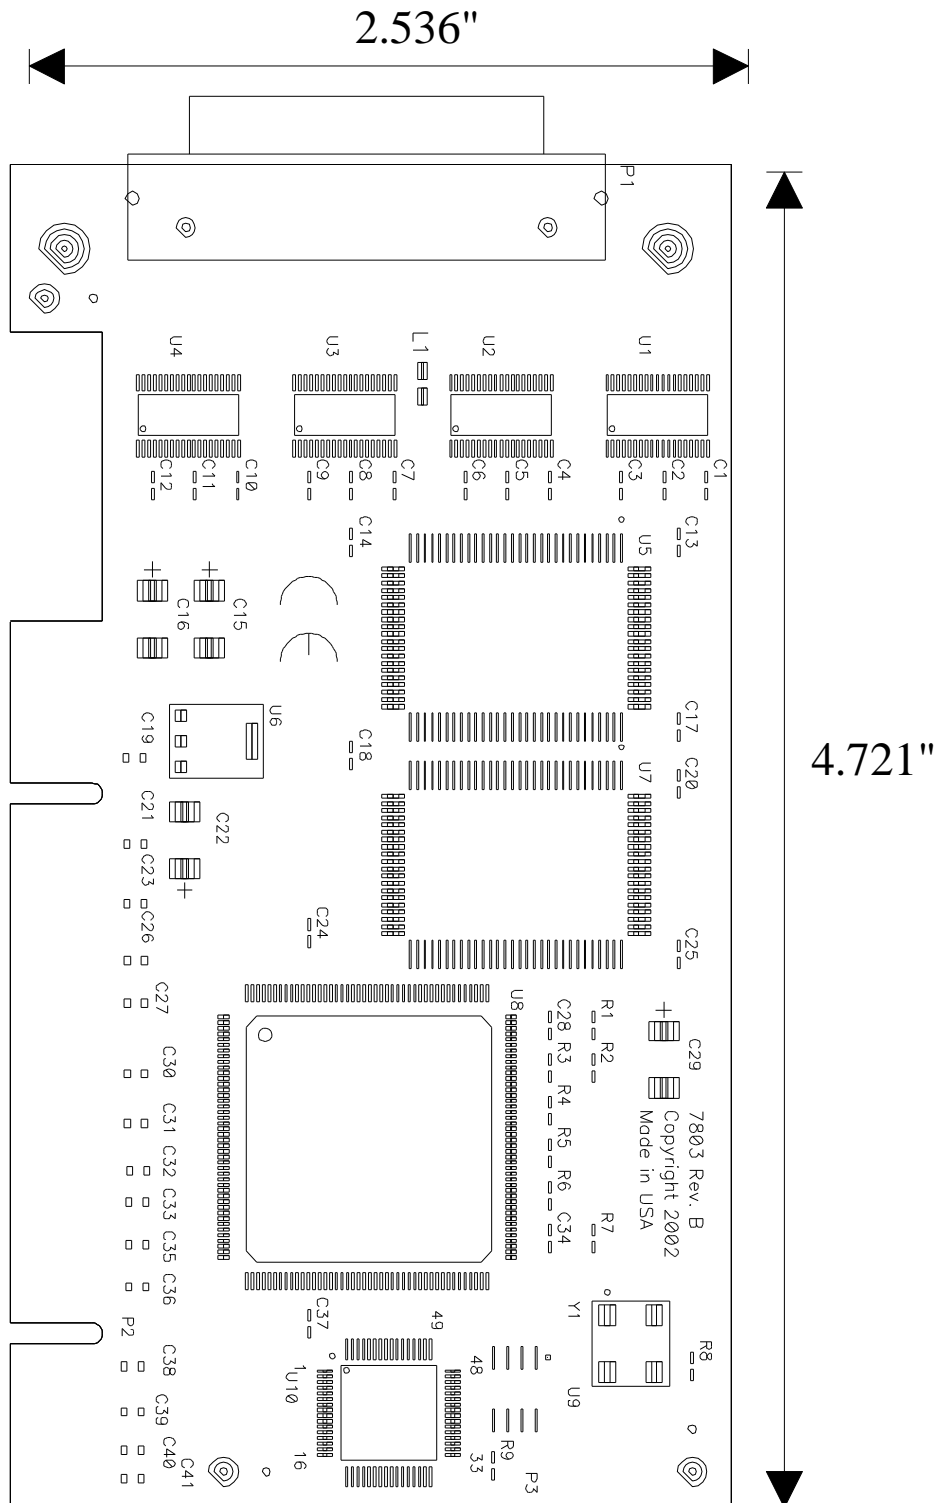 2.536"
P1
U4
U3
L1
U2
U1
C12
C11
C10
C9
C8
C7
C6
C5
C4
C3
C2
C1
C14
U5
C13
+
+
C16
C15
C19
U6
C18
C17
U7
C20
4.721"
C21
C22
+
C23
C26
C24
C25
C27
U8
C28
R1
+
C29
C30
R3
R2
C31
R4
7803 Rev. B
Copyright 2002
Made in USA
C32
R5
C33
R6
C35
C34
R7
C36
P2
C37
49
Y1
C38
1
U10
48
U9
R8
C39
C40
C41
16
33
R9
P3